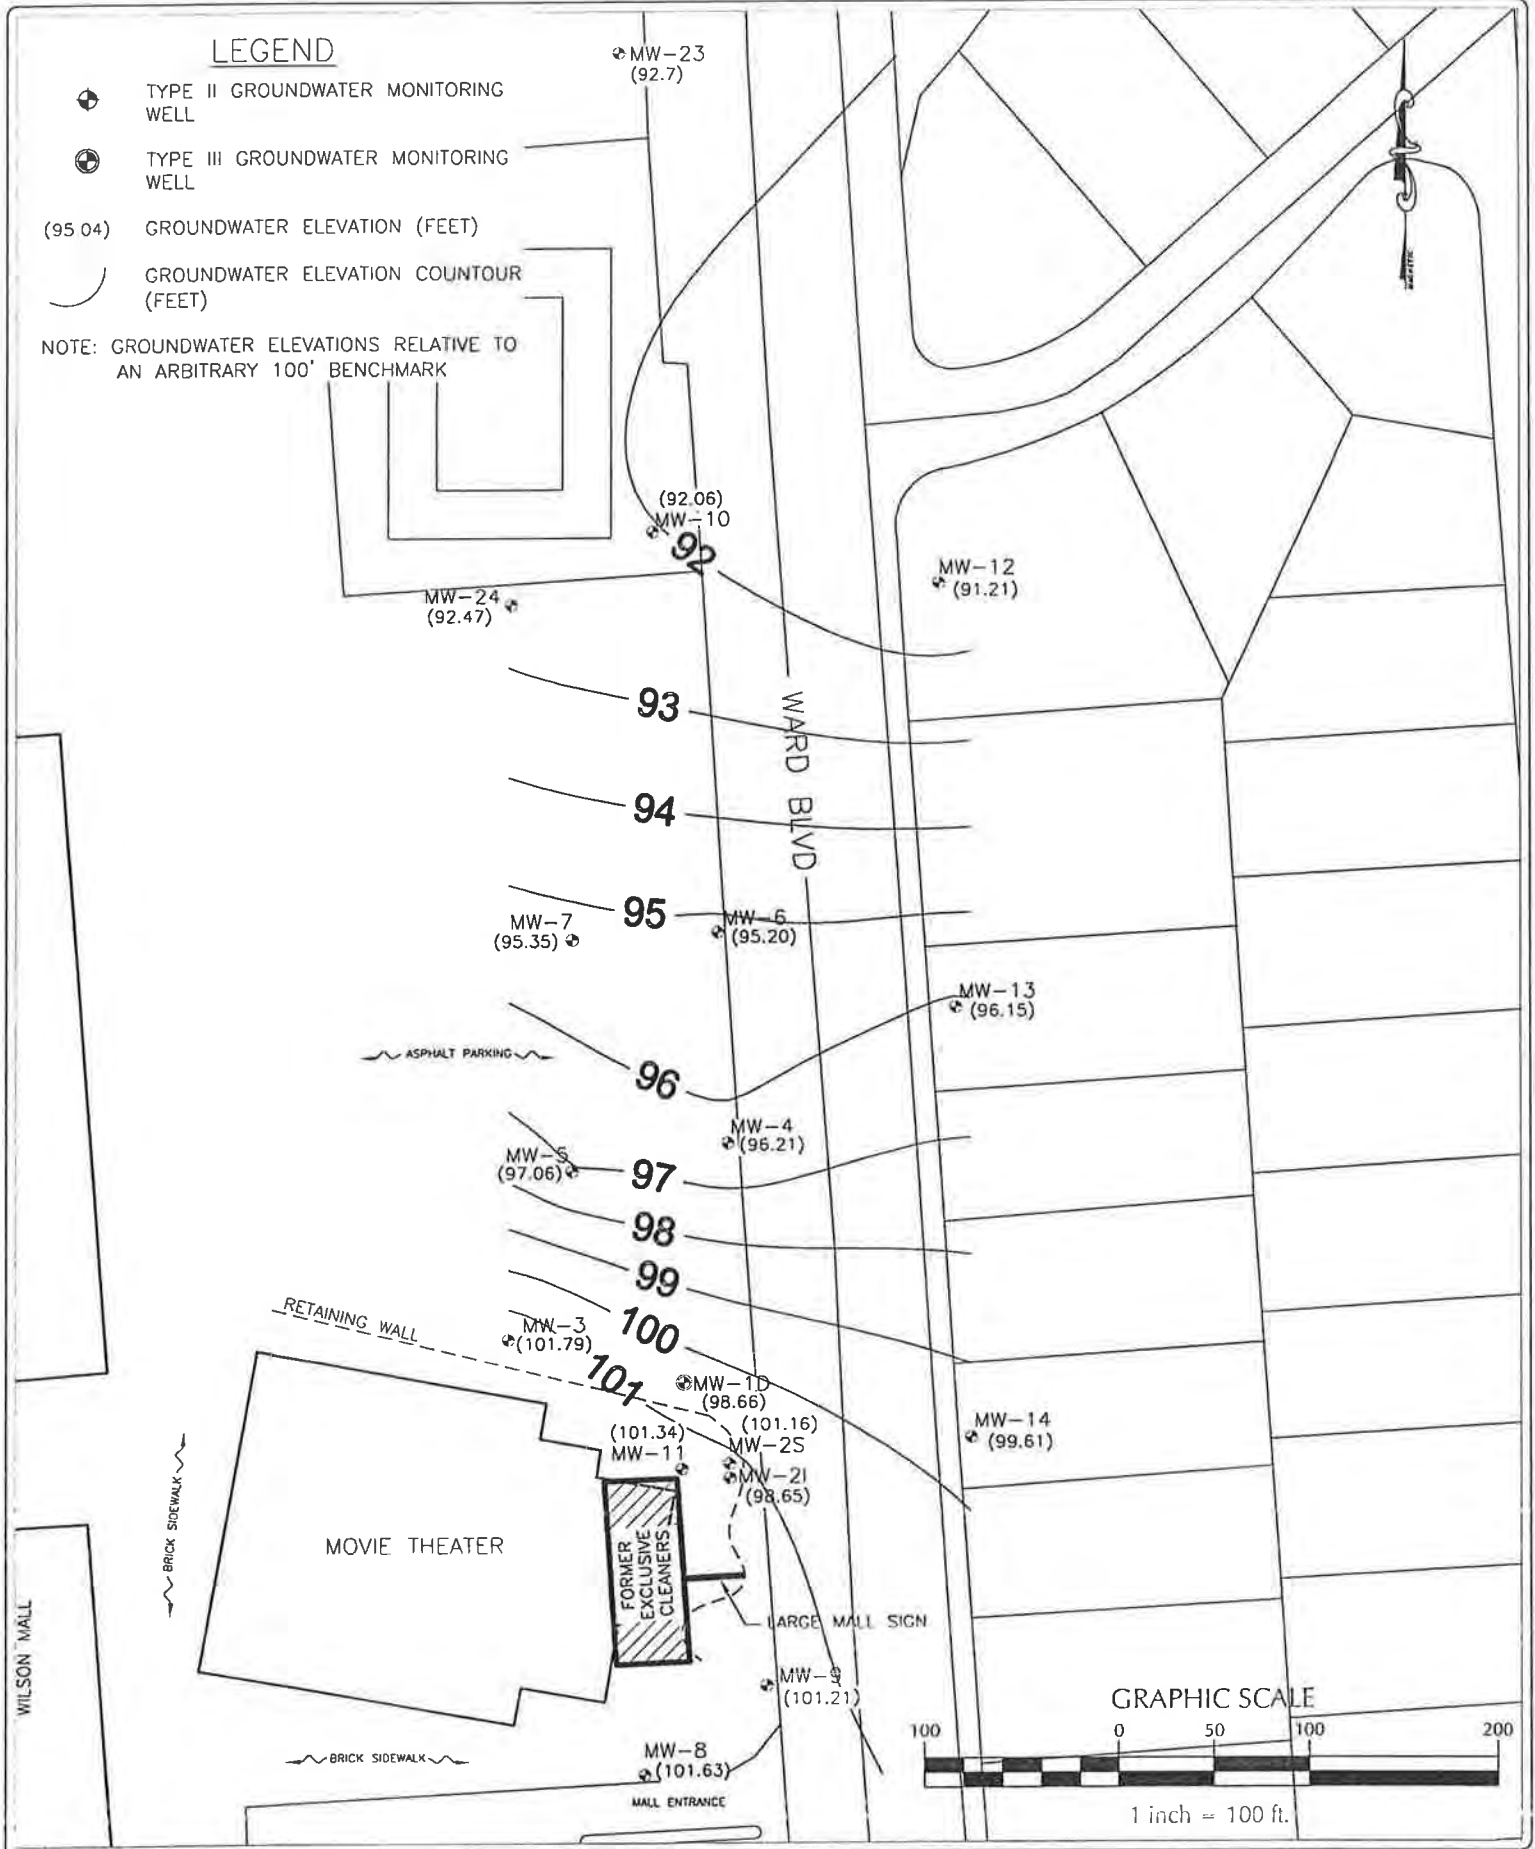 LEGEND
TYPE II GROUNDWATER MONITORING
WELL
TYPE III GROUNDWATER MONITORING
WELL
(95 04) GROUNDWATER ELEVATION (FEET)
GROUNDWATER ELEVATION COUNTOUR
(FEET)
NOTE: GROUNDWATER ELEVATIONS RELATIVE TO
AN ARBITRARY 100' BENCHMARK
MW-23
(92.7)
MAGNETIC
(92.06)
MW-10
92
MW-12
(91.21)
MW-24
(92.47)
93
WARD BLVD
94
95
MW-7
(95.35)
MW-6
(95.20)
MW-13
(96.15)
ASPHALT PARKING
96
MW-4
(96.21)
MW-5
(97.06)
97
98
99
RETAINING WALL
MW-3
(101.79)
100
101
MW-1D
(98.66)
(101.16)
MW-2S
(101.34)
MW-11
MW-2I
(98.65)
MW-14
(99.61)
BRICK SIDEWALK
MOVIE THEATER
FORMER
EXCLUSIVE
CLEANERS
LARGE MALL SIGN
WILSON MALL
MW-9
(101.21)
BRICK SIDEWALK
MW-8
(101.63)
MALL ENTRANCE
GRAPHIC SCALE
100 0 50 100 200
1 inch = 100 ft.